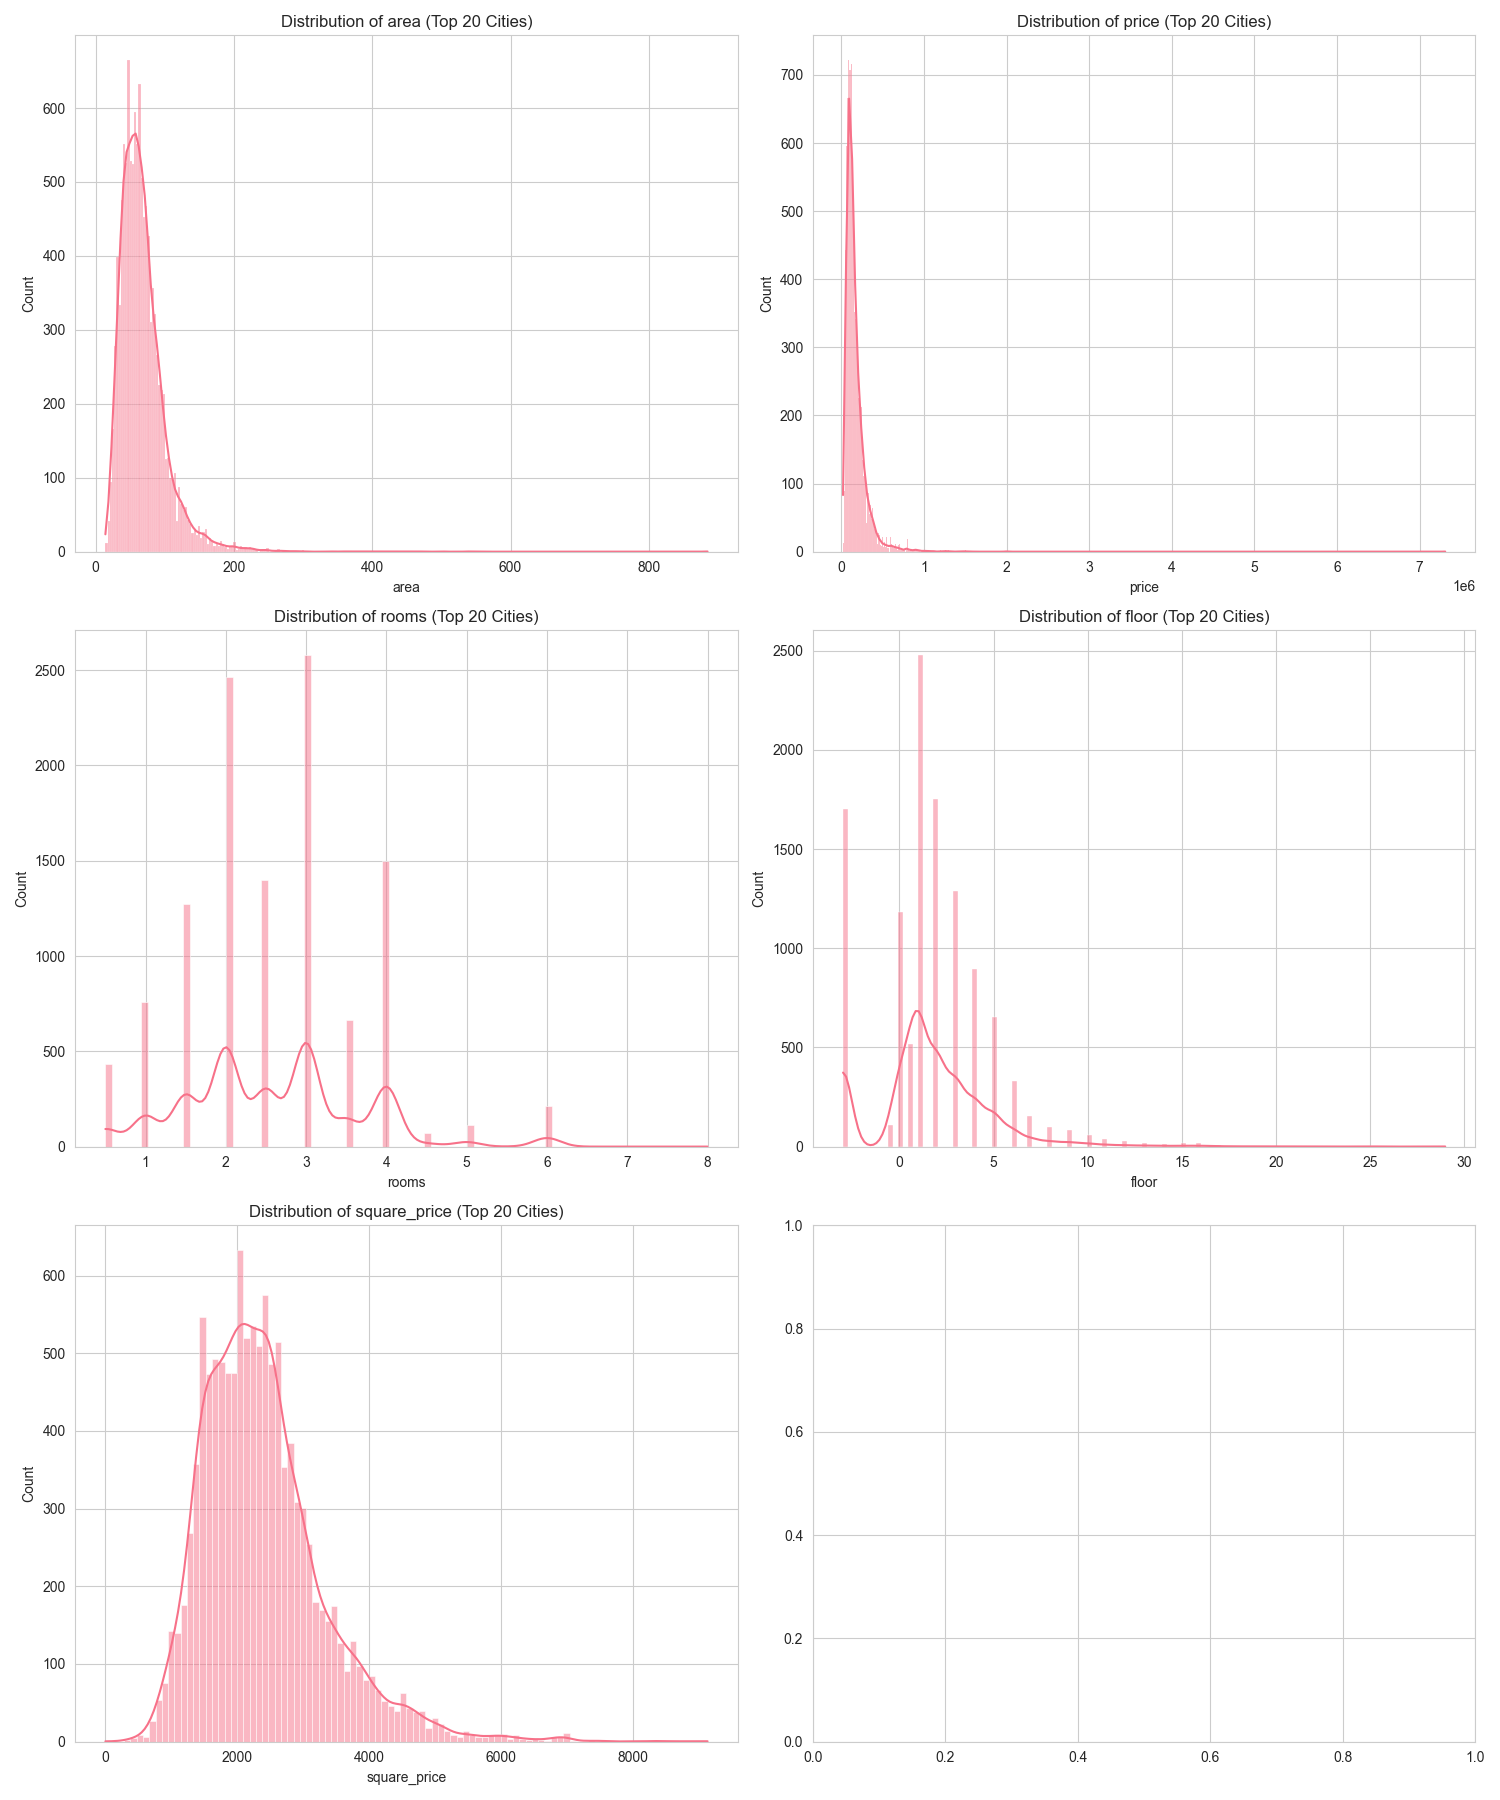 Distribution of area (Top 20 Cities)
Count
600
500
400
300
200
100
0
0 200 400 600 800
area
Distribution of price (Top 20 Cities)
Count
700
600
500
400
300
200
100
0
0 1 2 3 4 5 6 7
1e6
price
Distribution of rooms (Top 20 Cities)
Count
2500
2000
1500
1000
500
0
1 2 3 4 5 6 7 8
rooms
Distribution of floor (Top 20 Cities)
Count
2500
2000
1500
1000
500
0
0 5 10 15 20 25 30
floor
Distribution of square_price (Top 20 Cities)
Count
600
500
400
300
200
100
0
0 2000 4000 6000 8000
square_price
1.0
0.8
0.6
0.4
0.2
0.0
0.0 0.2 0.4 0.6 0.8 1.0